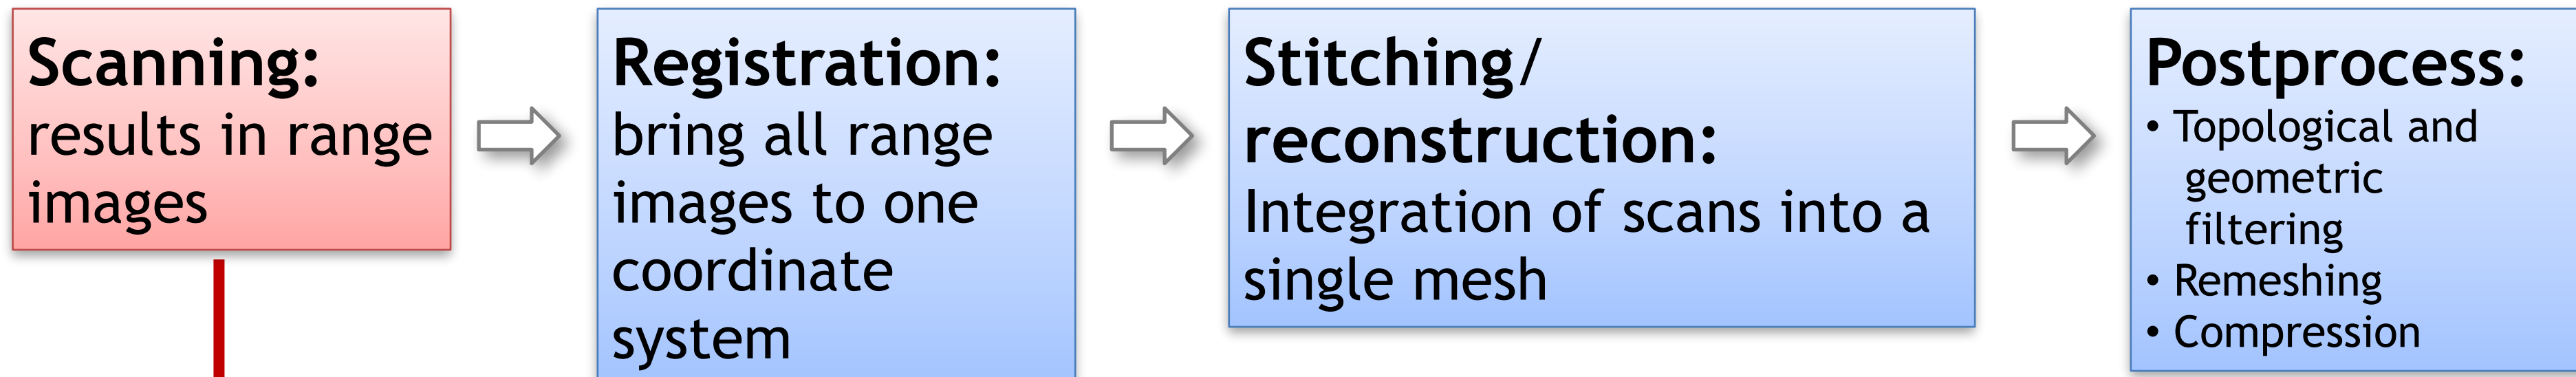 Scanning:
results in range
images
Registration:
bring all range
images to one
coordinate
system
Stitching/
reconstruction:
Integration of scans into a
single mesh
Postprocess:
• Topological and
geometric
filtering
• Remeshing
• Compression